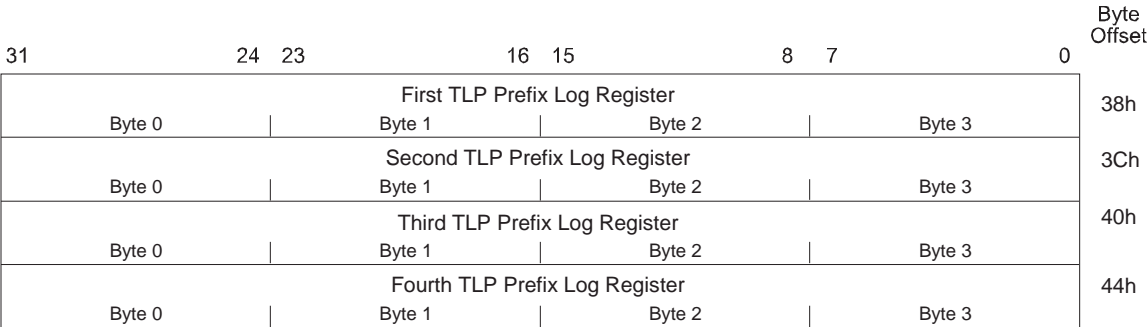 Byte
Offset
31 24 23 16 15 8 7 0
First TLP Prefix Log Register
38h
Byte 0 Byte 1 Byte 2 Byte 3
Second TLP Prefix Log Register
3Ch
Byte 0 Byte 1 Byte 2 Byte 3
Third TLP Prefix Log Register
40h
Byte 0 Byte 1 Byte 2 Byte 3
Fourth TLP Prefix Log Register
44h
Byte 0 Byte 1 Byte 2 Byte 3